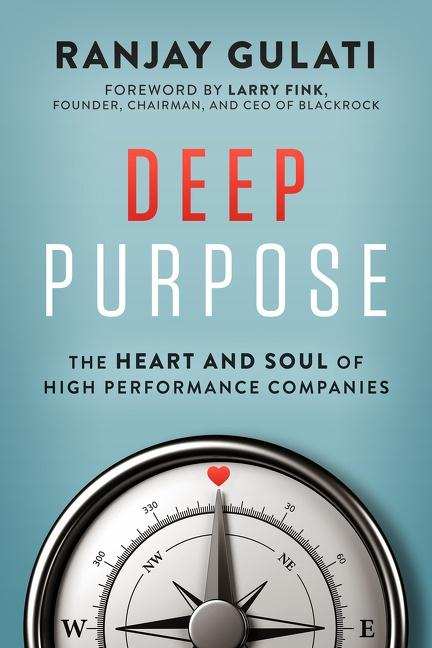 RANJAY GULATI
FOREWORD BY LARRY FINK,
FOUNDER, CHAIRMAN, AND CEO OF BLACKROCK
DEEP
PURPOSE
THE HEART AND SOUL OF
HIGH PERFORMANCE COMPANIES
330
30
300
60
NW
NE
W
E